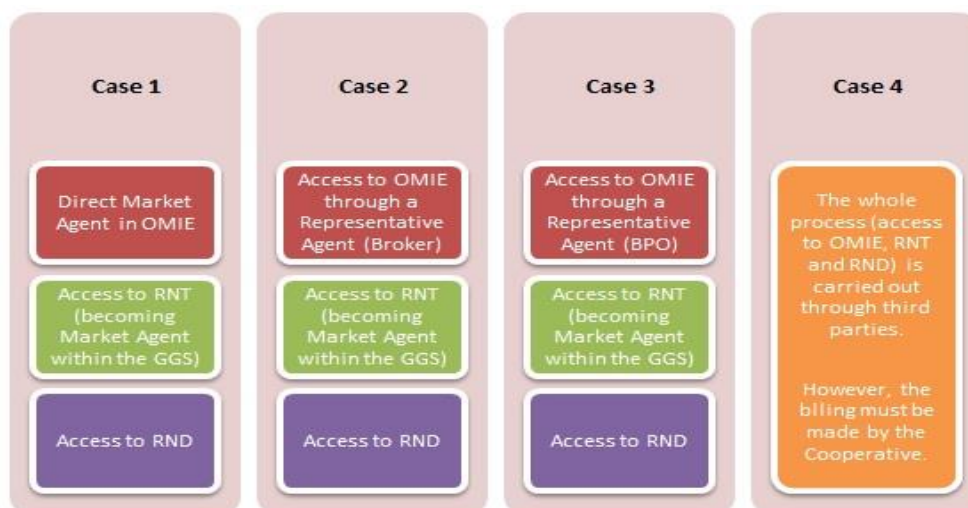 Case 1
Direct Market
Agent in OMIE
Access to RNT
(becoming
Market Agent
within the GGS)
Access to RND
Case 2
Access to OMIE
through a
Representative
Agent (Broker)
Access to RNT
(becoming
Market Agent
within the GGS)
Access to RND
Case 3
Access to OMIE
through a
Representative
Agent (BPO)
Access to RNT
(becoming
Market Agent
within the GGS)
Access to RND
Case 4
The whole
process (access
to OMIE, RNT
and RND) is
carried out
through third
parties.
However, the
blling must be
made by the
Cooperative.